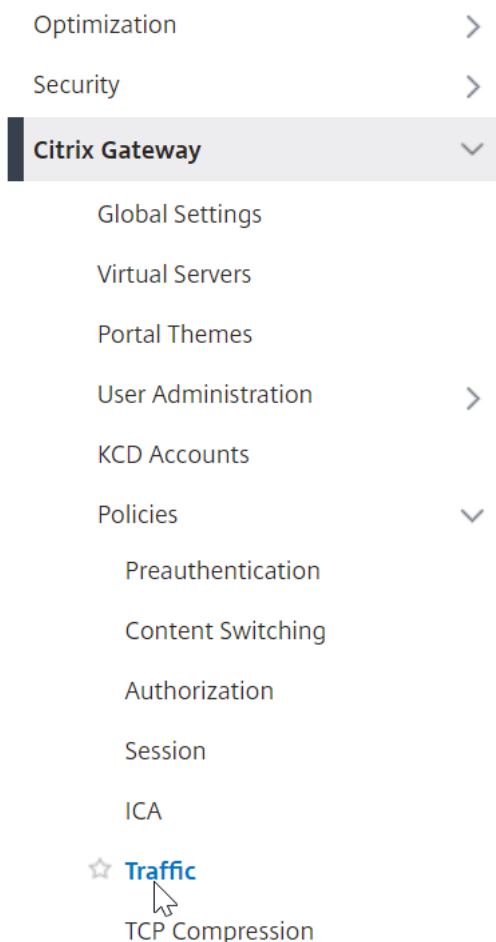 Optimization
Security
Citrix Gateway
Global Settings
Virtual Servers
Portal Themes
User Administration
KCD Accounts
Policies
Preauthentication
Content Switching
Authorization
Session
ICA
Traffic
TCP Compression